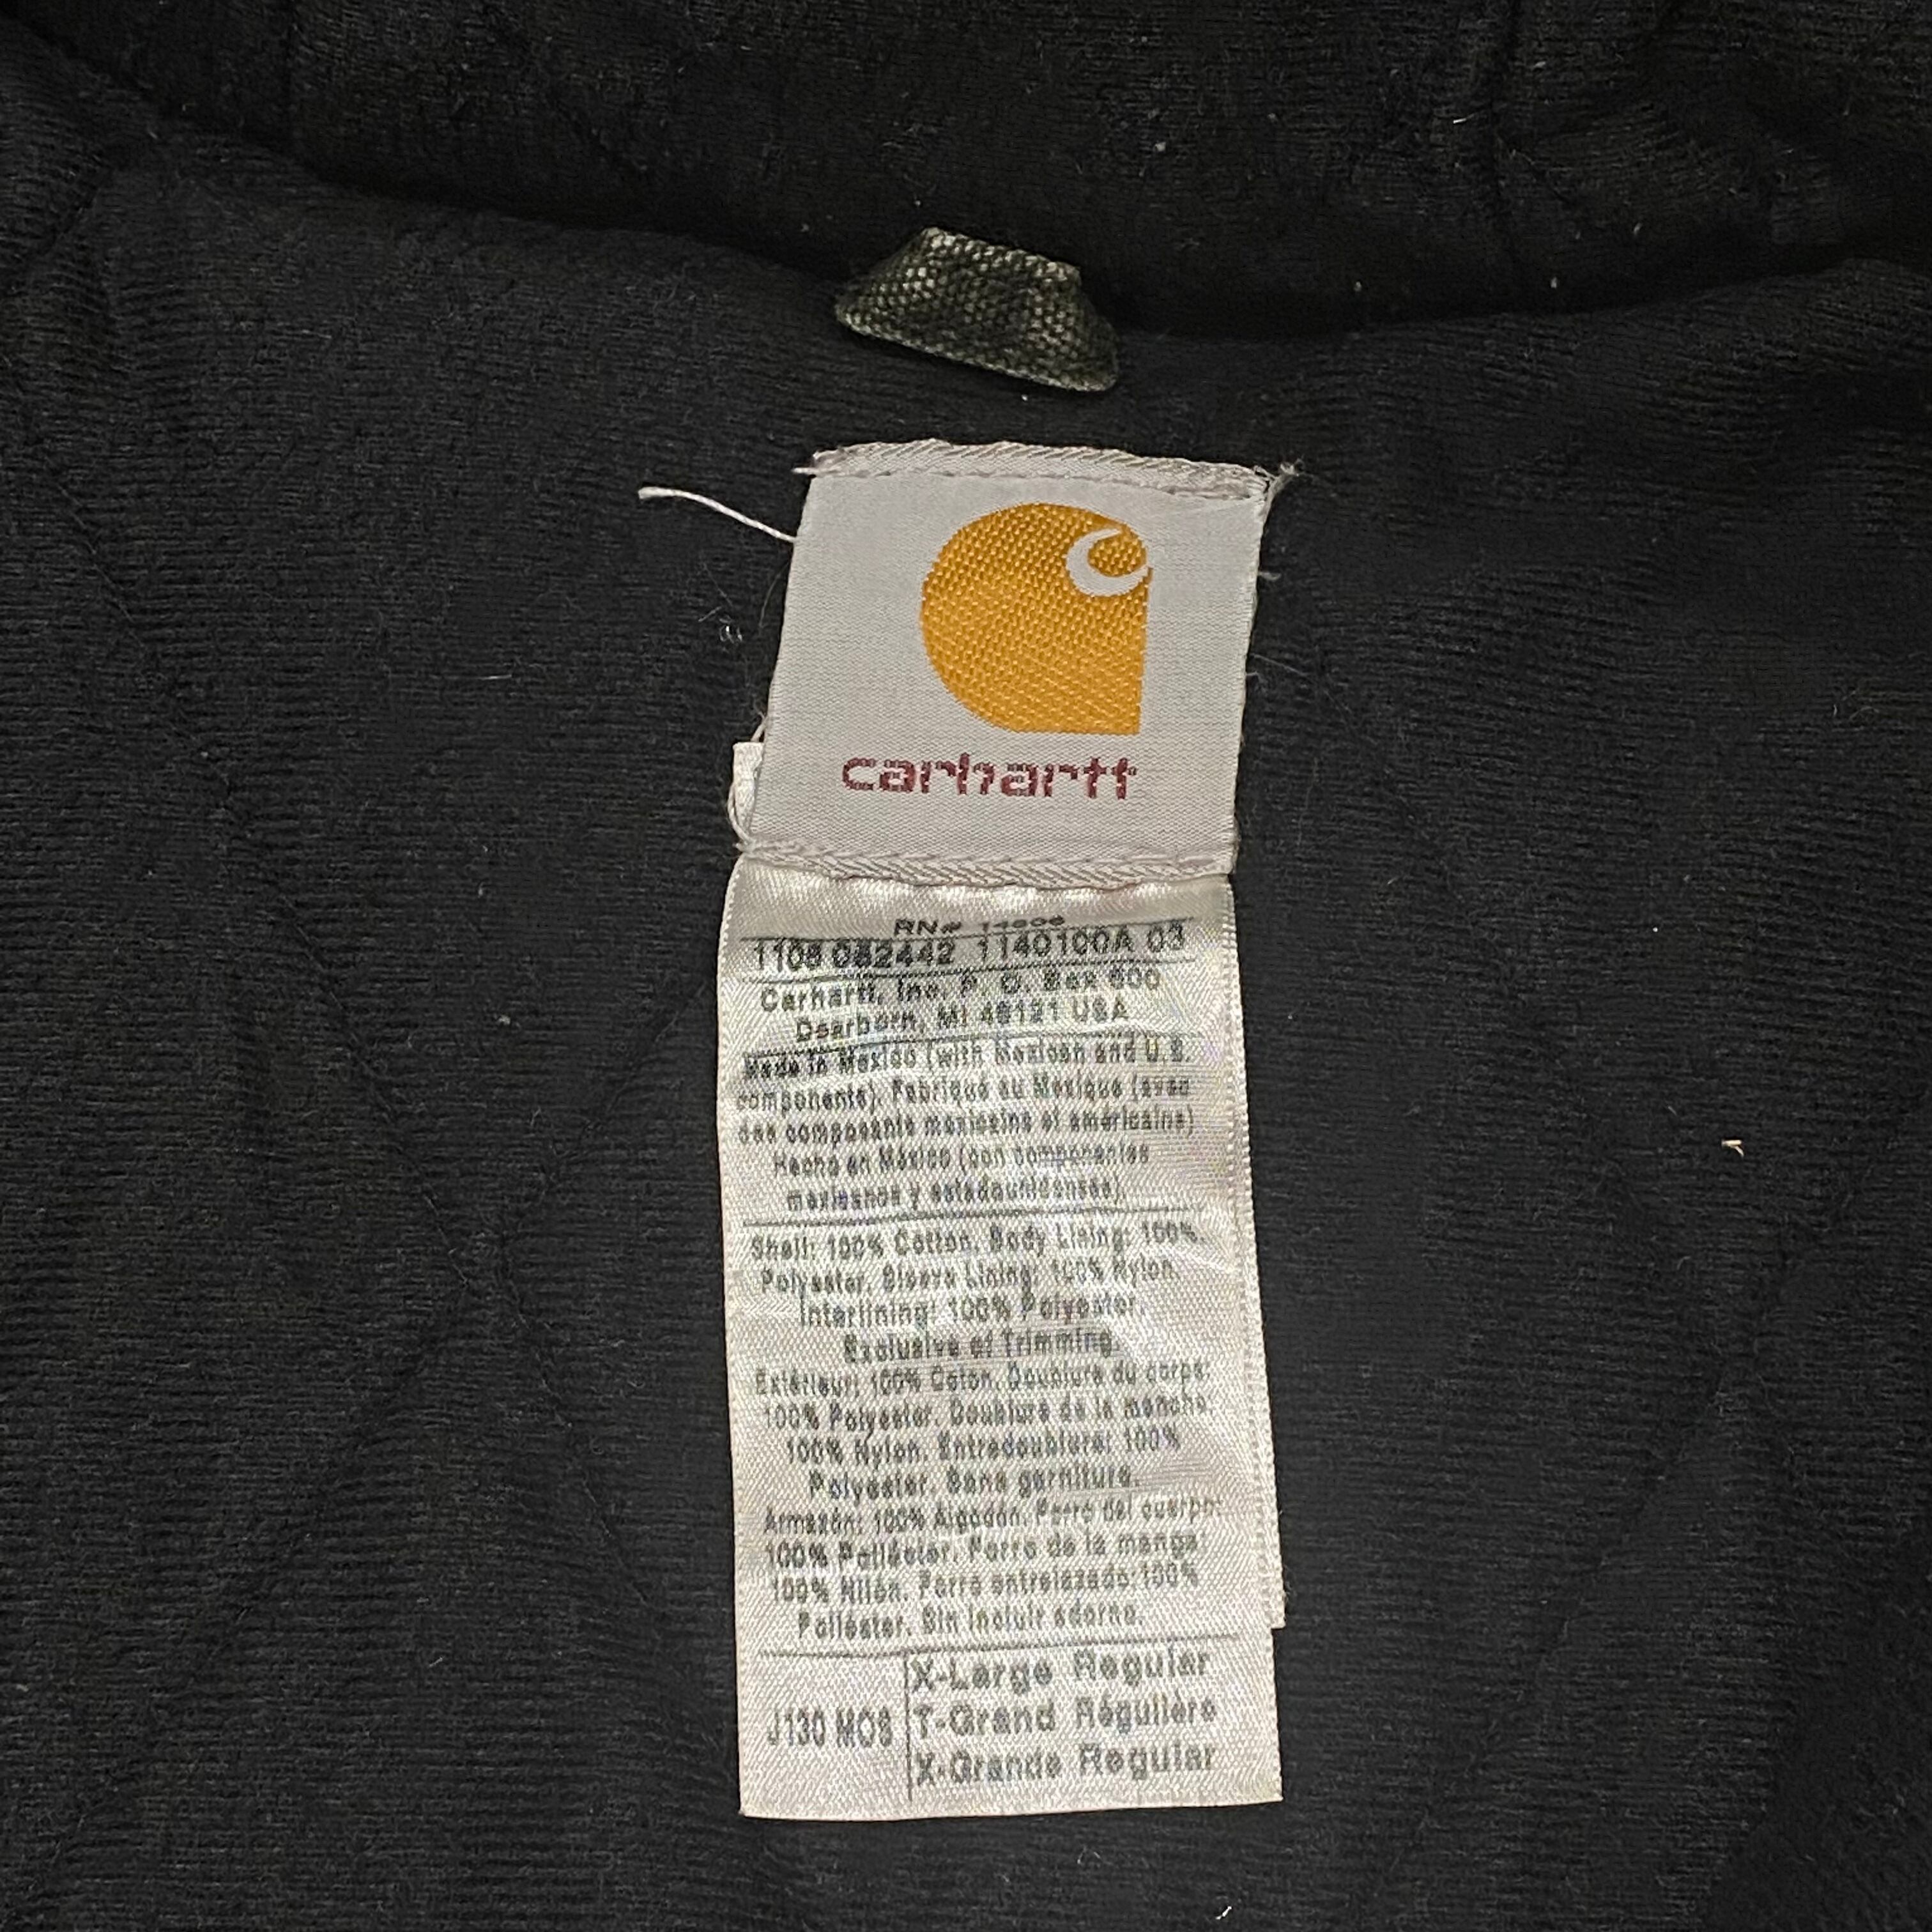 carhartt
RN# 14806
1108 082442 1140100A 03
Carhartt, Inc. P. O. Box 600
Dearborn, MI 48121 USA
Made in Mexico (with Mexican and U.S.
components). Fabriqué au Mexique (avec
des composants mexicains et américains)
Hecho en México (con componentes
mexicanos y estadounidenses).
Shell: 100% Cotton. Body Lining: 100%
Polyester. Sleeve Lining: 100% Nylon.
Interlining: 100% Polyester.
Exclusive of Trimming.
Extérieur: 100% Coton. Doublure du corps:
100% Polyester. Doublure de la manche:
100% Nylon. Entredoublure: 100%
Polyester. Sans garniture.
Armazón: 100% Algodón. Forro del cuerpo:
100% Poliéster. Forro de la manga:
100% Nilón. Forro entrelazado: 100%
Poliéster. Sin incluir adorno.
J130 MOS
X-Large Regular
T-Grand Régulière
X-Grande Regular